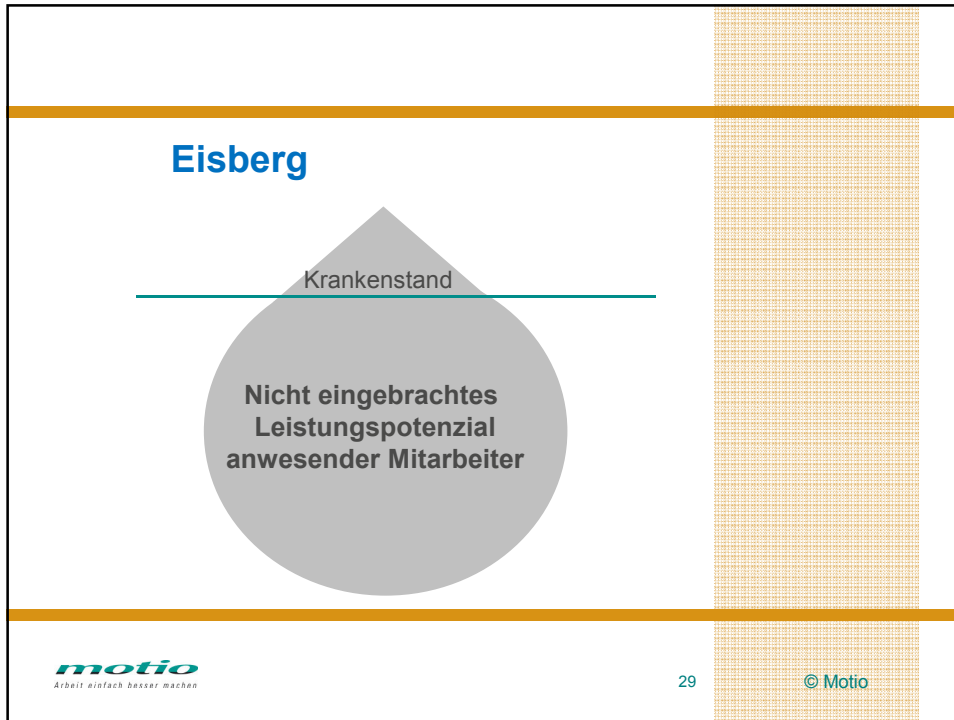 Eisberg
Krankenstand
Nicht eingebrachtes
Leistungspotenzial
anwesender Mitarbeiter
motio
Arbeit einfach besser machen
29
© Motio